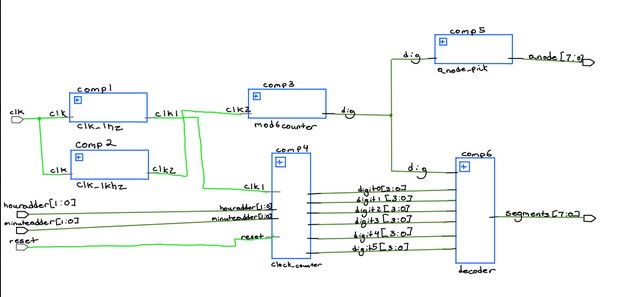 comp5
dig
anode[7:0]
anode_pick
comp1
clk
clk
clk1
clk_1hz
comp3
clk2
dig
mod6counter
comp2
clk
clk2
clk_1khz
comp4
clk1
houradder[1:0]
minuteadder[1:0]
reset
houradder[1:0]
minuteadder[1:0]
reset
clock_counter
digit0[3:0]
digit1[3:0]
digit2[3:0]
digit3[3:0]
digit4[3:0]
digit5[3:0]
comp6
dig
segments[7:0]
decoder